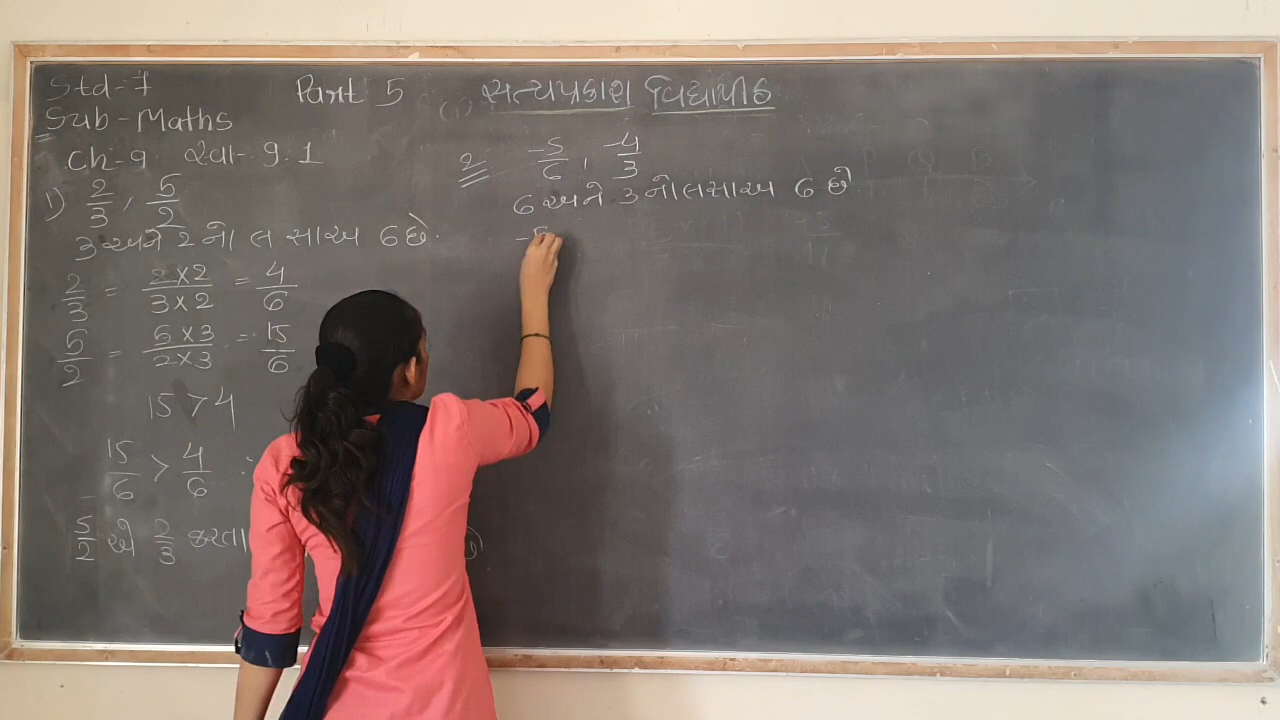 Std-7
Part 5
સત્યપ્રકાશ વિદ્યાપીઠ
Sub-Maths
Ch-9 સ્વા- 9.1
1) 2/3, 5/2
3 અને 2 નો લ સા અ 6 છે.
2/3 = 2×2/3×2 = 4/6
5/2 = 5×3/2×3 = 15/6
15 > 4
15/6 > 4/6
5/2 એ 2/3 કરતા
2 -5/6, -4/3
6 અને 3 નો લસાઅ 6 છે
-5